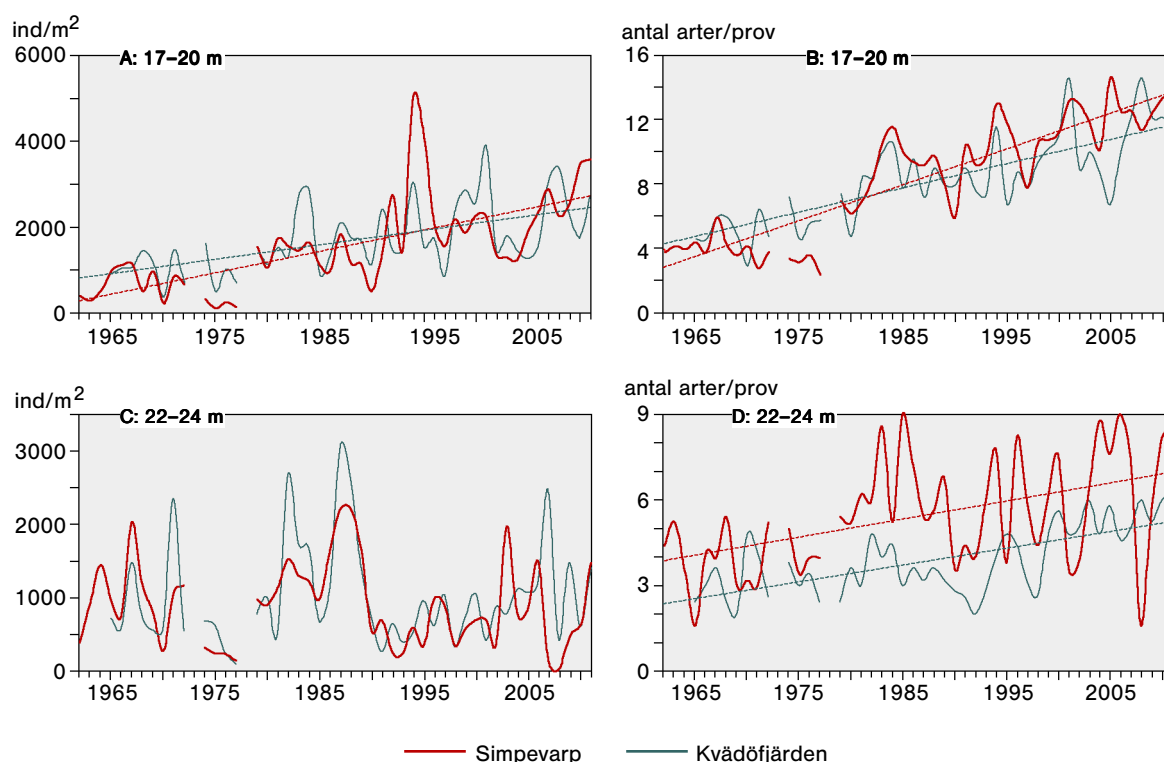 ind/m²
A: 17–20 m
6000
4000
2000
0
1965 1975 1985 1995 2005
antal arter/prov
B: 17–20 m
16
12
8
4
0
1965 1975 1985 1995 2005
ind/m²
C: 22–24 m
3000
2000
1000
0
1965 1975 1985 1995 2005
antal arter/prov
D: 22–24 m
9
6
3
0
1965 1975 1985 1995 2005
Simpevarp Kvädöfjärden